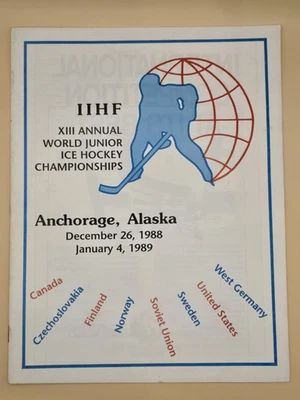 IIHF
XIII ANNUAL
WORLD JUNIOR
ICE HOCKEY
CHAMPIONSHIPS
Anchorage, Alaska
December 26, 1988
January 4, 1989
Canada
Czechoslovakia
Finland
Norway
Soviet Union
Sweden
United States
West Germany